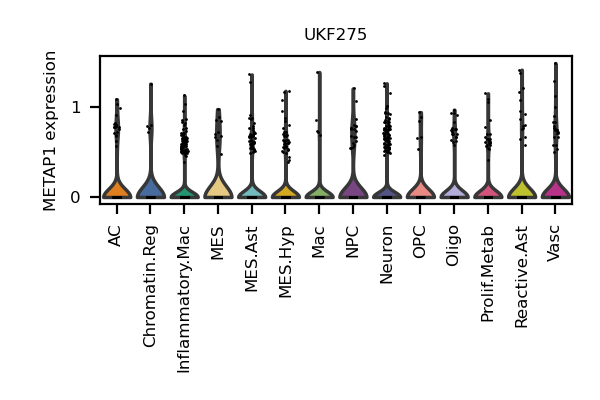 UKF275
METAP1 expression
1
0
AC
Chromatin.Reg
Inflammatory.Mac
MES
MES.Ast
MES.Hyp
Mac
NPC
Neuron
OPC
Oligo
Prolif.Metab
Reactive.Ast
Vasc